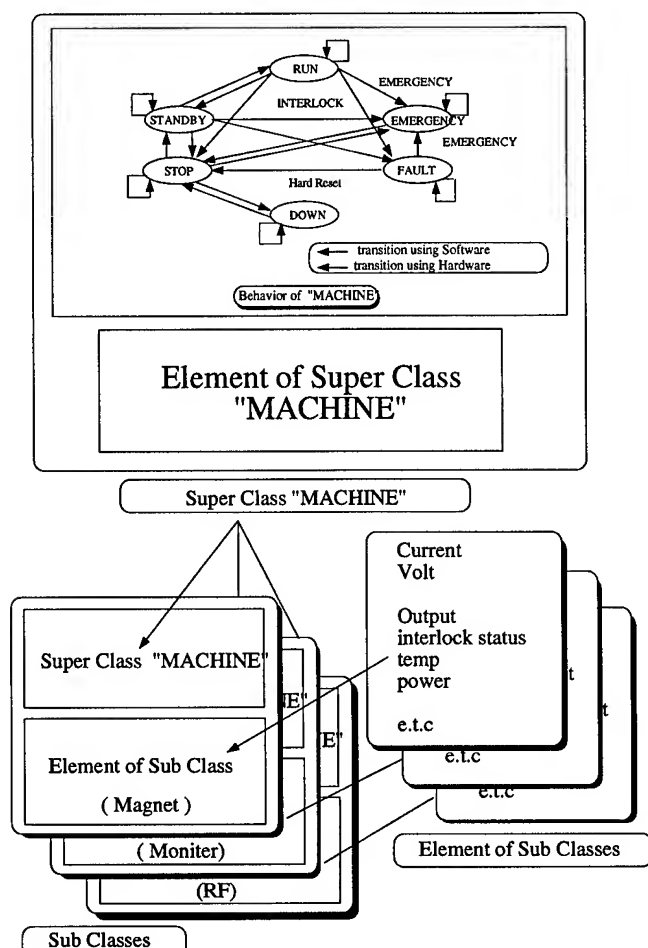 RUN
EMERGENCY
INTERLOCK
STANDBY
EMERGENCY
EMERGENCY
STOP
FAULT
Hard Reset
DOWN
transition using Software
transition using Hardware
Behavior of "MACHINE"
Element of Super Class
"MACHINE"
Super Class "MACHINE"
Current
Volt
Output
interlock status
temp
power
e.t.c
t
t
e.t.c
e.t.c
Super Class "MACHINE"
NE"
E"
Element of Sub Class
( Magnet )
( Moniter)
(RF)
Element of Sub Classes
Sub Classes